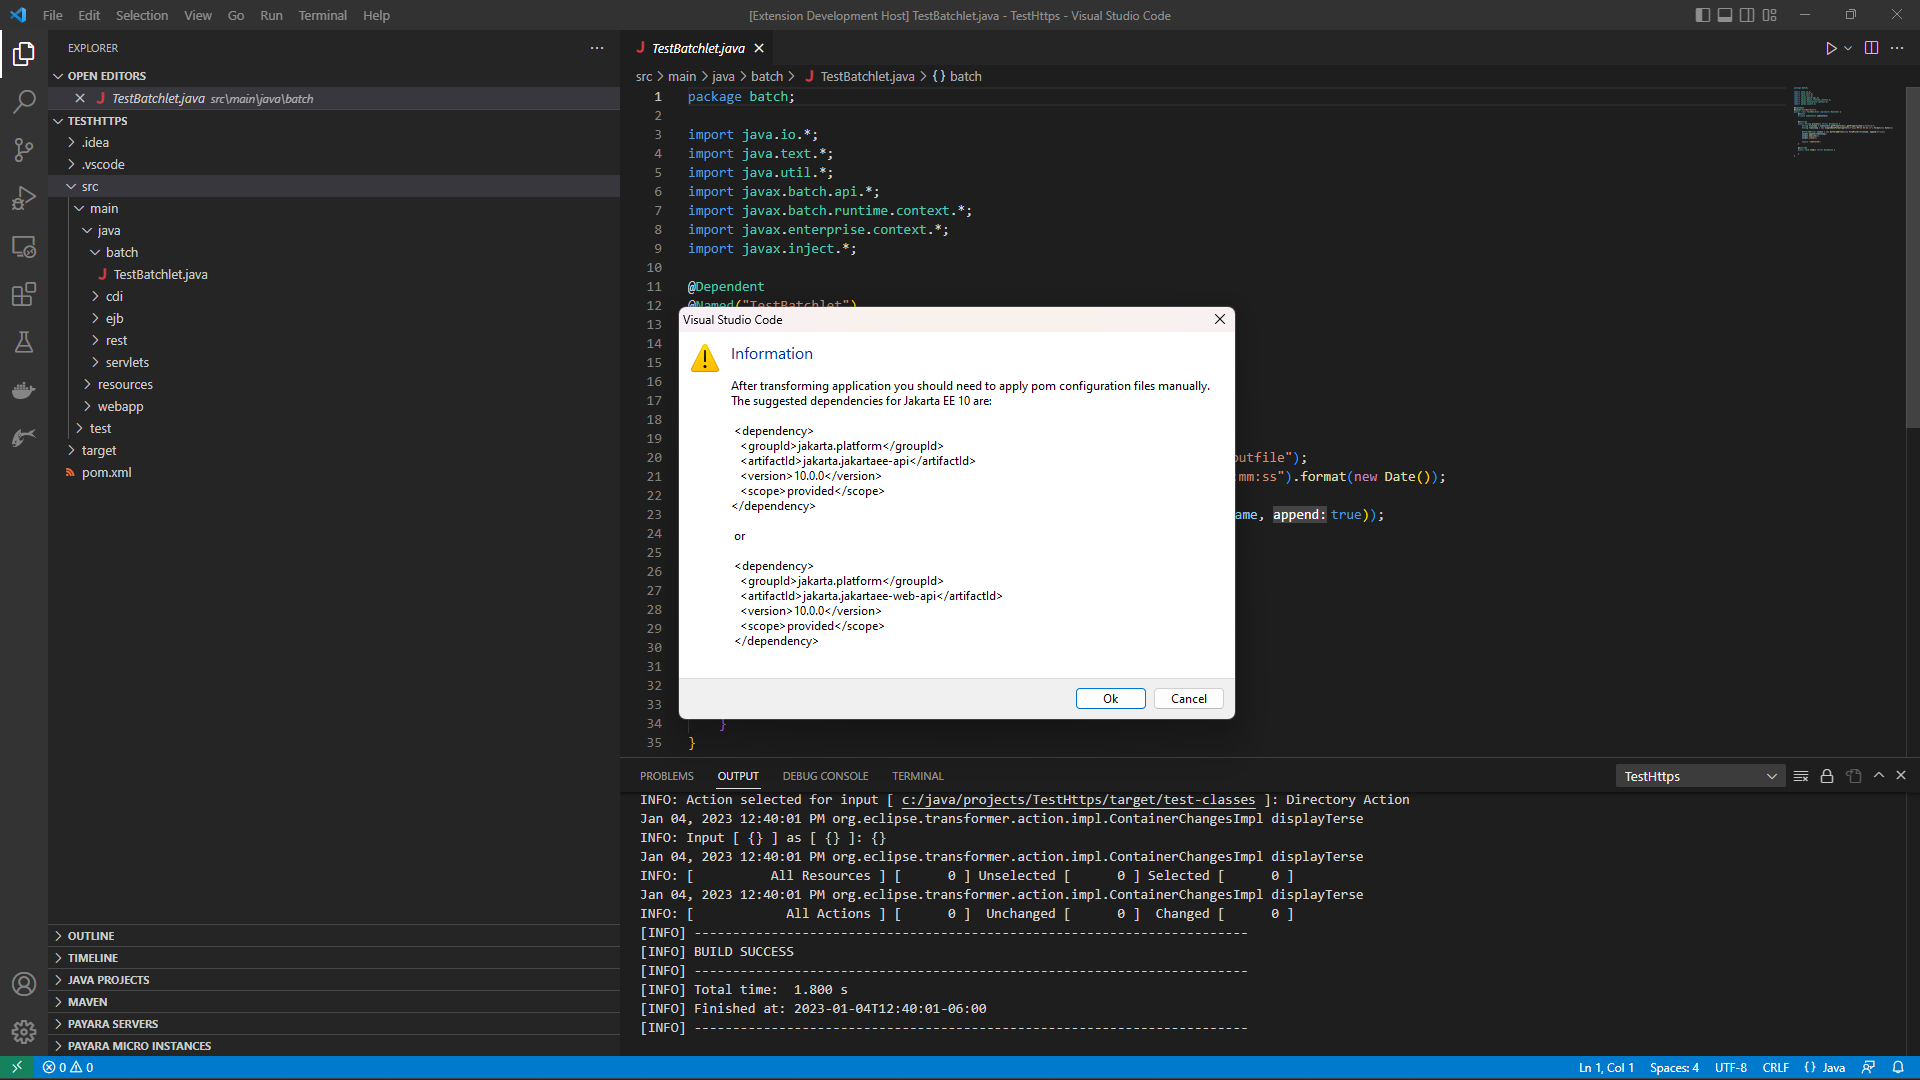 File Edit Selection View Go Run Terminal Help
[Extension Development Host] TestBatchlet.java - TestHttps - Visual Studio Code
EXPLORER
OPEN EDITORS
TestBatchlet.java src\main\java\batch
TESTHTTPS
.idea
.vscode
src
main
java
batch
TestBatchlet.java
cdi
ejb
rest
servlets
resources
webapp
test
target
pom.xml
OUTLINE
TIMELINE
JAVA PROJECTS
MAVEN
PAYARA SERVERS
PAYARA MICRO INSTANCES
TestBatchlet.java
src > main > java > batch > TestBatchlet.java > {} batch
1 package batch;
2
3 import java.io.*;
4 import java.text.*;
5 import java.util.*;
6 import javax.batch.api.*;
7 import javax.batch.runtime.context.*;
8 import javax.enterprise.context.*;
9 import javax.inject.*;
10
11 @Dependent
12 @Named("TestBatchlet")
13
14
15
16
17
18
19
20 outfile");
21 :mm:ss").format(new Date());
22
23 ame, append: true));
24
25
26
27
28
29
30
31
32
33
34 }
35 }
Visual Studio Code
Information
After transforming application you should need to apply pom configuration files manually.
The suggested dependencies for Jakarta EE 10 are:
<dependency>
<groupId>jakarta.platform</groupId>
<artifactId>jakarta.jakartaee-api</artifactId>
<version>10.0.0</version>
<scope>provided</scope>
</dependency>
or
<dependency>
<groupId>jakarta.platform</groupId>
<artifactId>jakarta.jakartaee-web-api</artifactId>
<version>10.0.0</version>
<scope>provided</scope>
</dependency>
Ok Cancel
PROBLEMS OUTPUT DEBUG CONSOLE TERMINAL
TestHttps
INFO: Action selected for input [ c:/java/projects/TestHttps/target/test-classes ]: Directory Action
Jan 04, 2023 12:40:01 PM org.eclipse.transformer.action.impl.ContainerChangesImpl displayTerse
INFO: Input [ {} ] as [ {} ]: {}
Jan 04, 2023 12:40:01 PM org.eclipse.transformer.action.impl.ContainerChangesImpl displayTerse
INFO: [ All Resources ] [ 0 ] Unselected [ 0 ] Selected [ 0 ]
Jan 04, 2023 12:40:01 PM org.eclipse.transformer.action.impl.ContainerChangesImpl displayTerse
INFO: [ All Actions ] [ 0 ] Unchanged [ 0 ] Changed [ 0 ]
[INFO] ------------------------------------------------------------------------
[INFO] BUILD SUCCESS
[INFO] ------------------------------------------------------------------------
[INFO] Total time: 1.800 s
[INFO] Finished at: 2023-01-04T12:40:01-06:00
[INFO] ------------------------------------------------------------------------
0 0
Ln 1, Col 1 Spaces: 4 UTF-8 CRLF {} Java